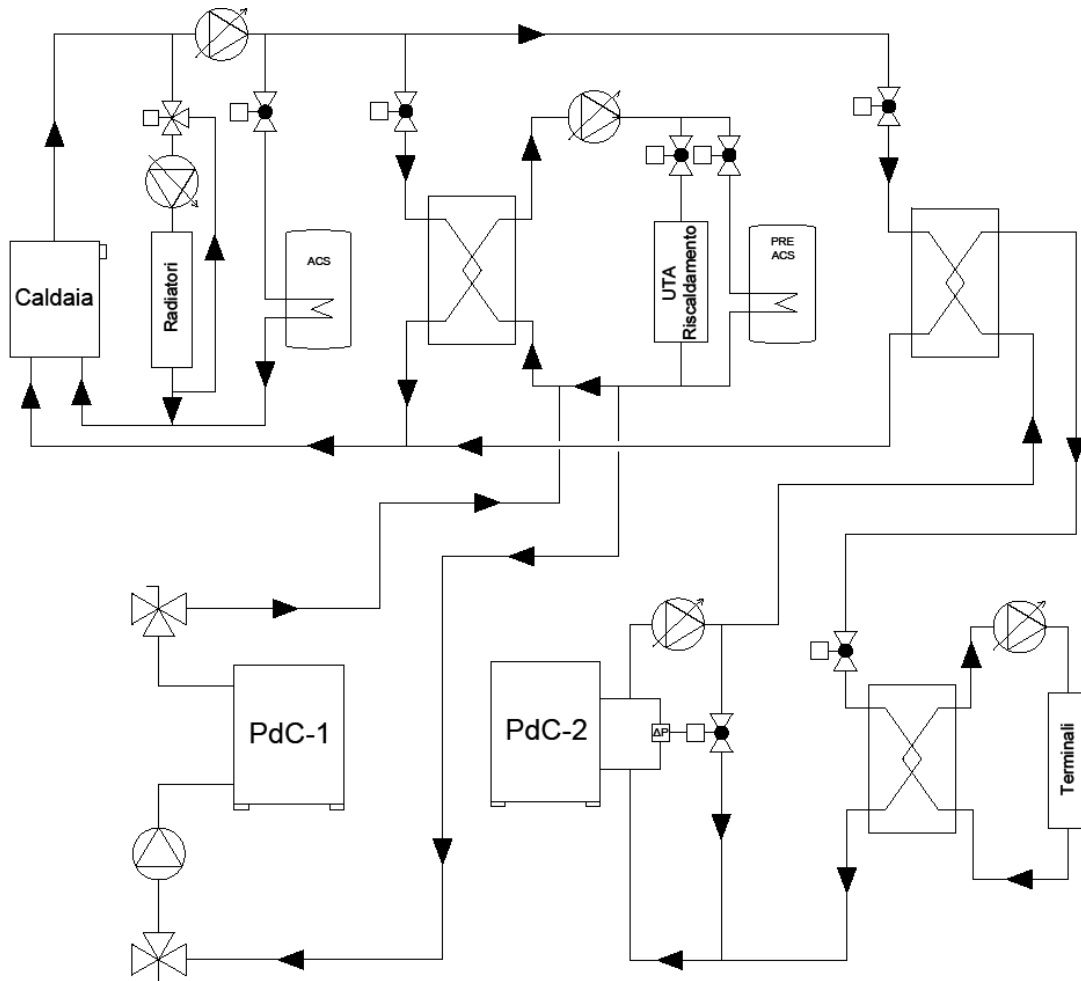 Caldaia
Radiatori
ACS
UTA
Riscaldamento
PRE
ACS
PdC-1
PdC-2
ΔP
Terminali